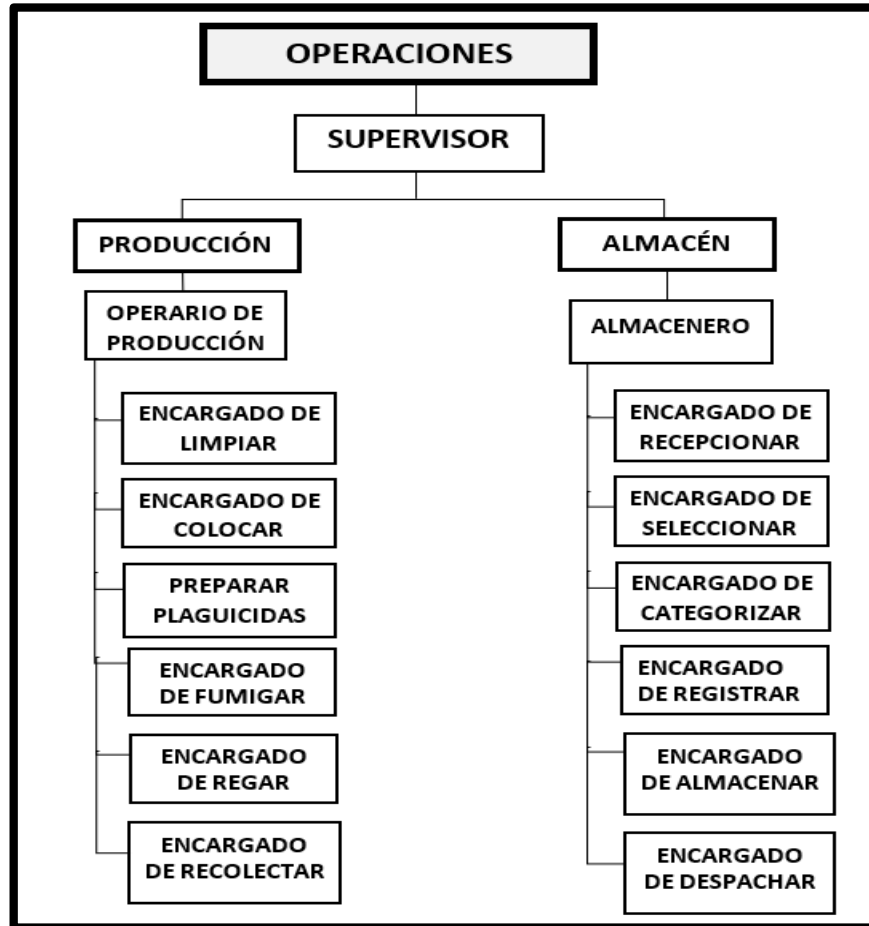 OPERACIONES
SUPERVISOR
PRODUCCIÓN
OPERARIO DE
PRODUCCIÓN
ENCARGADO DE
LIMPIAR
ENCARGADO DE
COLOCAR
PREPARAR
PLAGUICIDAS
ENCARGADO
DE FUMIGAR
ENCARGADO
DE REGAR
ENCARGADO
DE RECOLECTAR
ALMACÉN
ALMACENERO
ENCARGADO DE
RECEPCIONAR
ENCARGADO DE
SELECCIONAR
ENCARGADO DE
CATEGORIZAR
ENCARGADO
DE REGISTRAR
ENCARGADO
DE ALMACENAR
ENCARGADO
DE DESPACHAR